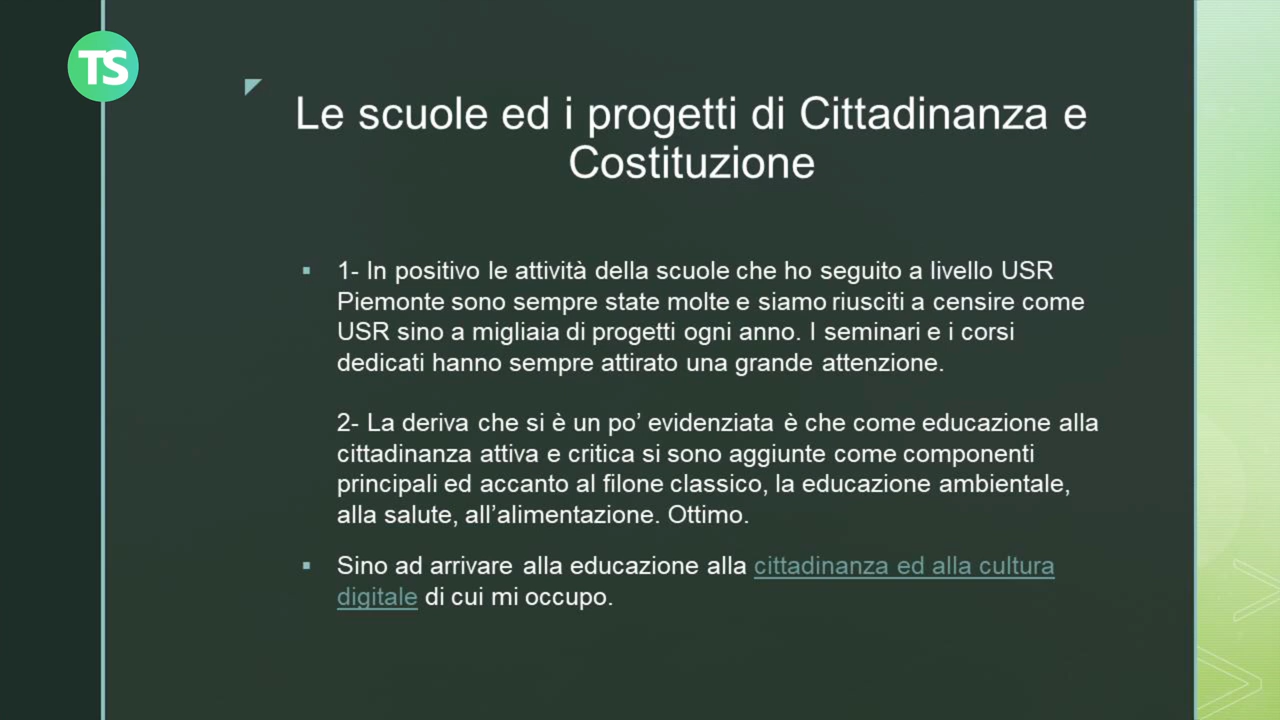 TS
Le scuole ed i progetti di Cittadinanza e
Costituzione
▪ 1- In positivo le attività della scuole che ho seguito a livello USR
Piemonte sono sempre state molte e siamo riusciti a censire come
USR sino a migliaia di progetti ogni anno. I seminari e i corsi
dedicati hanno sempre attirato una grande attenzione.
2- La deriva che si è un po’ evidenziata è che come educazione alla
cittadinanza attiva e critica si sono aggiunte come componenti
principali ed accanto al filone classico, la educazione ambientale,
alla salute, all’alimentazione. Ottimo.
▪ Sino ad arrivare alla educazione alla cittadinanza ed alla cultura
digitale di cui mi occupo.